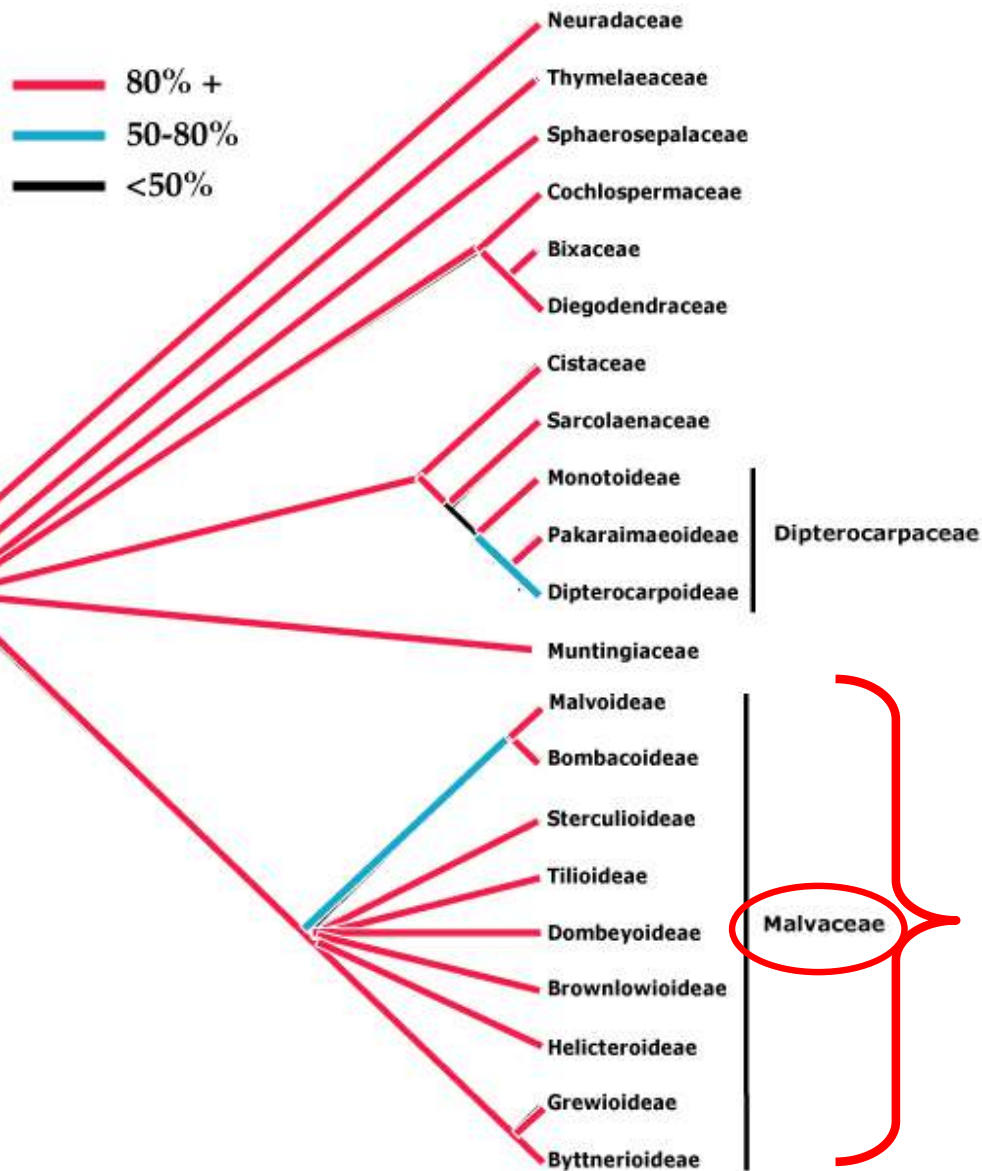 80% +
50-80%
<50%
Neuradaceae
Thymelaeaceae
Sphaerosepalaceae
Cochlospermaceae
Bixaceae
Diegodendraceae
Cistaceae
Sarcolaenaceae
Monotoideae
Pakaraimaeoideae
Dipterocarpoideae
Dipterocarpaceae
Muntingiaceae
Malvoideae
Bombacoideae
Sterculioideae
Tilioideae
Dombeyoideae
Brownlowioideae
Helicteroideae
Grewioideae
Byttnerioideae
Malvaceae